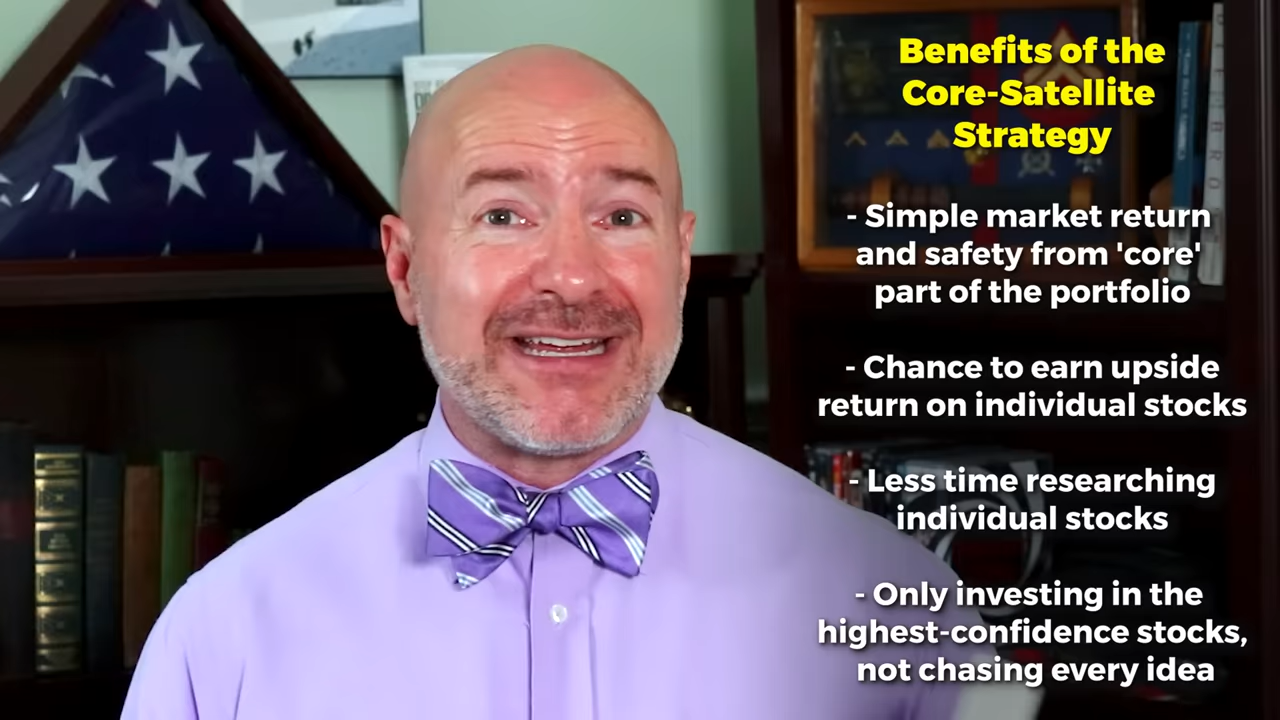 Benefits of the
Core-Satellite
Strategy
- Simple market return
and safety from 'core'
part of the portfolio
- Chance to earn upside
return on individual stocks
- Less time researching
individual stocks
- Only investing in the
highest-confidence stocks,
not chasing every idea